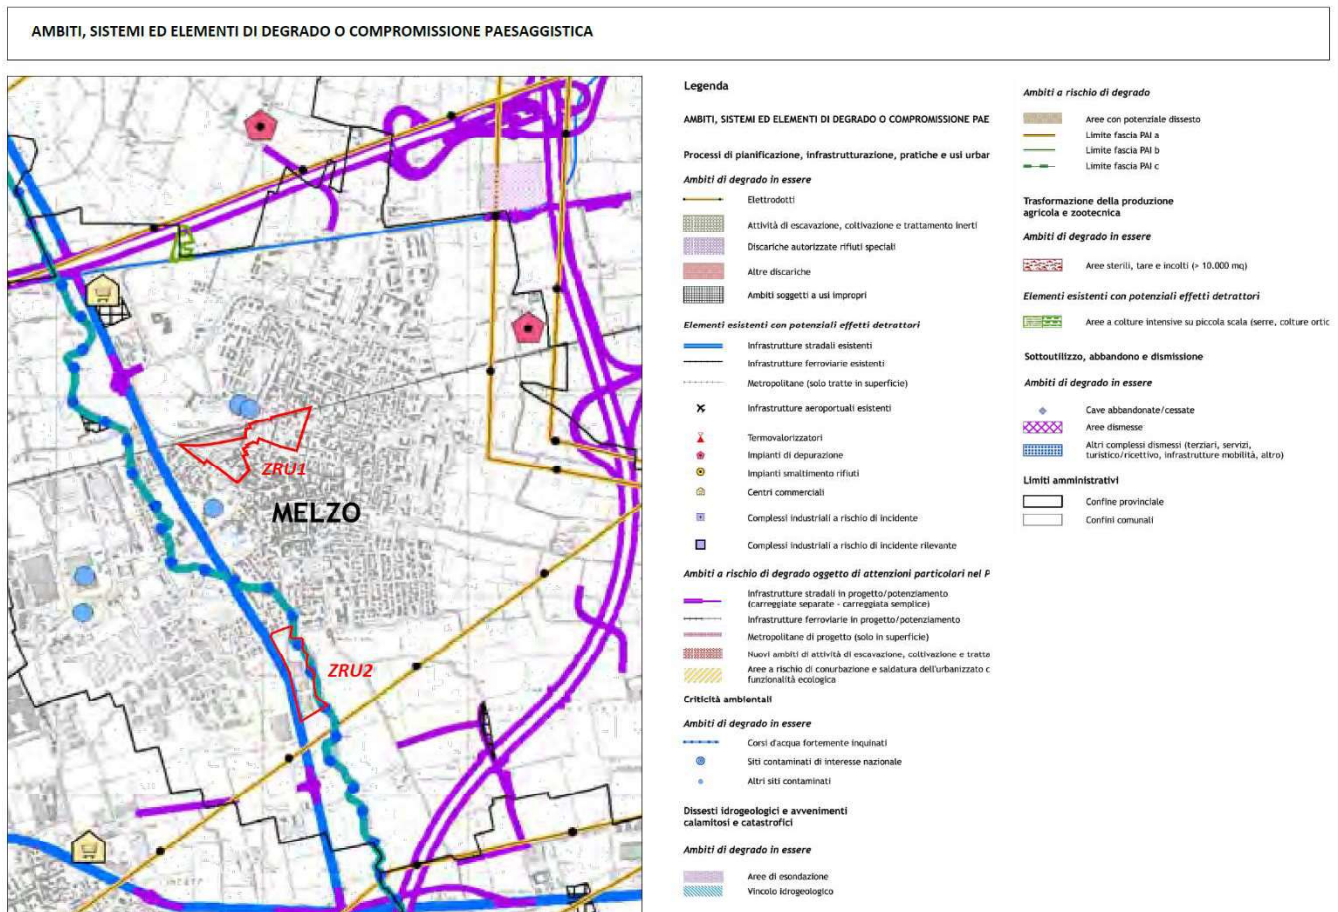 AMBITI, SISTEMI ED ELEMENTI DI DEGRADO O COMPROMISSIONE PAESAGGISTICA
ZRU1
MELZO
ZRU2
Legenda
AMBITI, SISTEMI ED ELEMENTI DI DEGRADO O COMPROMISSIONE PAE
Processi di pianificazione, infrastrutturazione, pratiche e usi urbar
Ambiti di degrado in essere
Elettrodotti
Attività di escavazione, coltivazione e trattamento inerti
Discariche autorizzate rifiuti speciali
Altre discariche
Ambiti soggetti a usi impropri
Elementi esistenti con potenziali effetti detrattori
Infrastrutture stradali esistenti
Infrastrutture ferroviarie esistenti
Metropolitane (solo tratte in superficie)
Infrastrutture aeroportuali esistenti
Termovalorizzatori
Impianti di depurazione
Impianti smaltimento rifiuti
Centri commerciali
Complessi industriali a rischio di incidente
Complessi industriali a rischio di incidente rilevante
Ambiti a rischio di degrado oggetto di attenzioni particolari nel P
Infrastrutture stradali in progetto/potenziamento
(carreggiate separate - carreggiata semplice)
Infrastrutture ferroviarie in progetto/potenziamento
Metropolitane di progetto (solo in superficie)
Nuovi ambiti di attività di escavazione, coltivazione e tratta
Aree a rischio di conurbazione e saldatura dell'urbanizzato c
funzionalità ecologica
Criticità ambientali
Ambiti di degrado in essere
Corsi d'acqua fortemente inquinati
Siti contaminati di interesse nazionale
Altri siti contaminati
Dissesti idrogeologici e avvenimenti
calamitosi e catastrofici
Ambiti di degrado in essere
Aree di esondazione
Vincolo idrogeologico
Ambiti a rischio di degrado
Aree con potenziale dissesto
Limite fascia PAI a
Limite fascia PAI b
Limite fascia PAI c
Trasformazione della produzione
agricola e zootecnica
Ambiti di degrado in essere
Aree sterili, tare e incolti (> 10.000 mq)
Elementi esistenti con potenziali effetti detrattori
Aree a colture intensive su piccola scala (serre, colture ortic
Sottoutilizzo, abbandono e dismissione
Ambiti di degrado in essere
Cave abbandonate/cessate
Aree dismesse
Altri complessi dismessi (terziari, servizi,
turistico/ricettivo, infrastrutture mobilità, altro)
Limiti amministrativi
Confine provinciale
Confini comunali